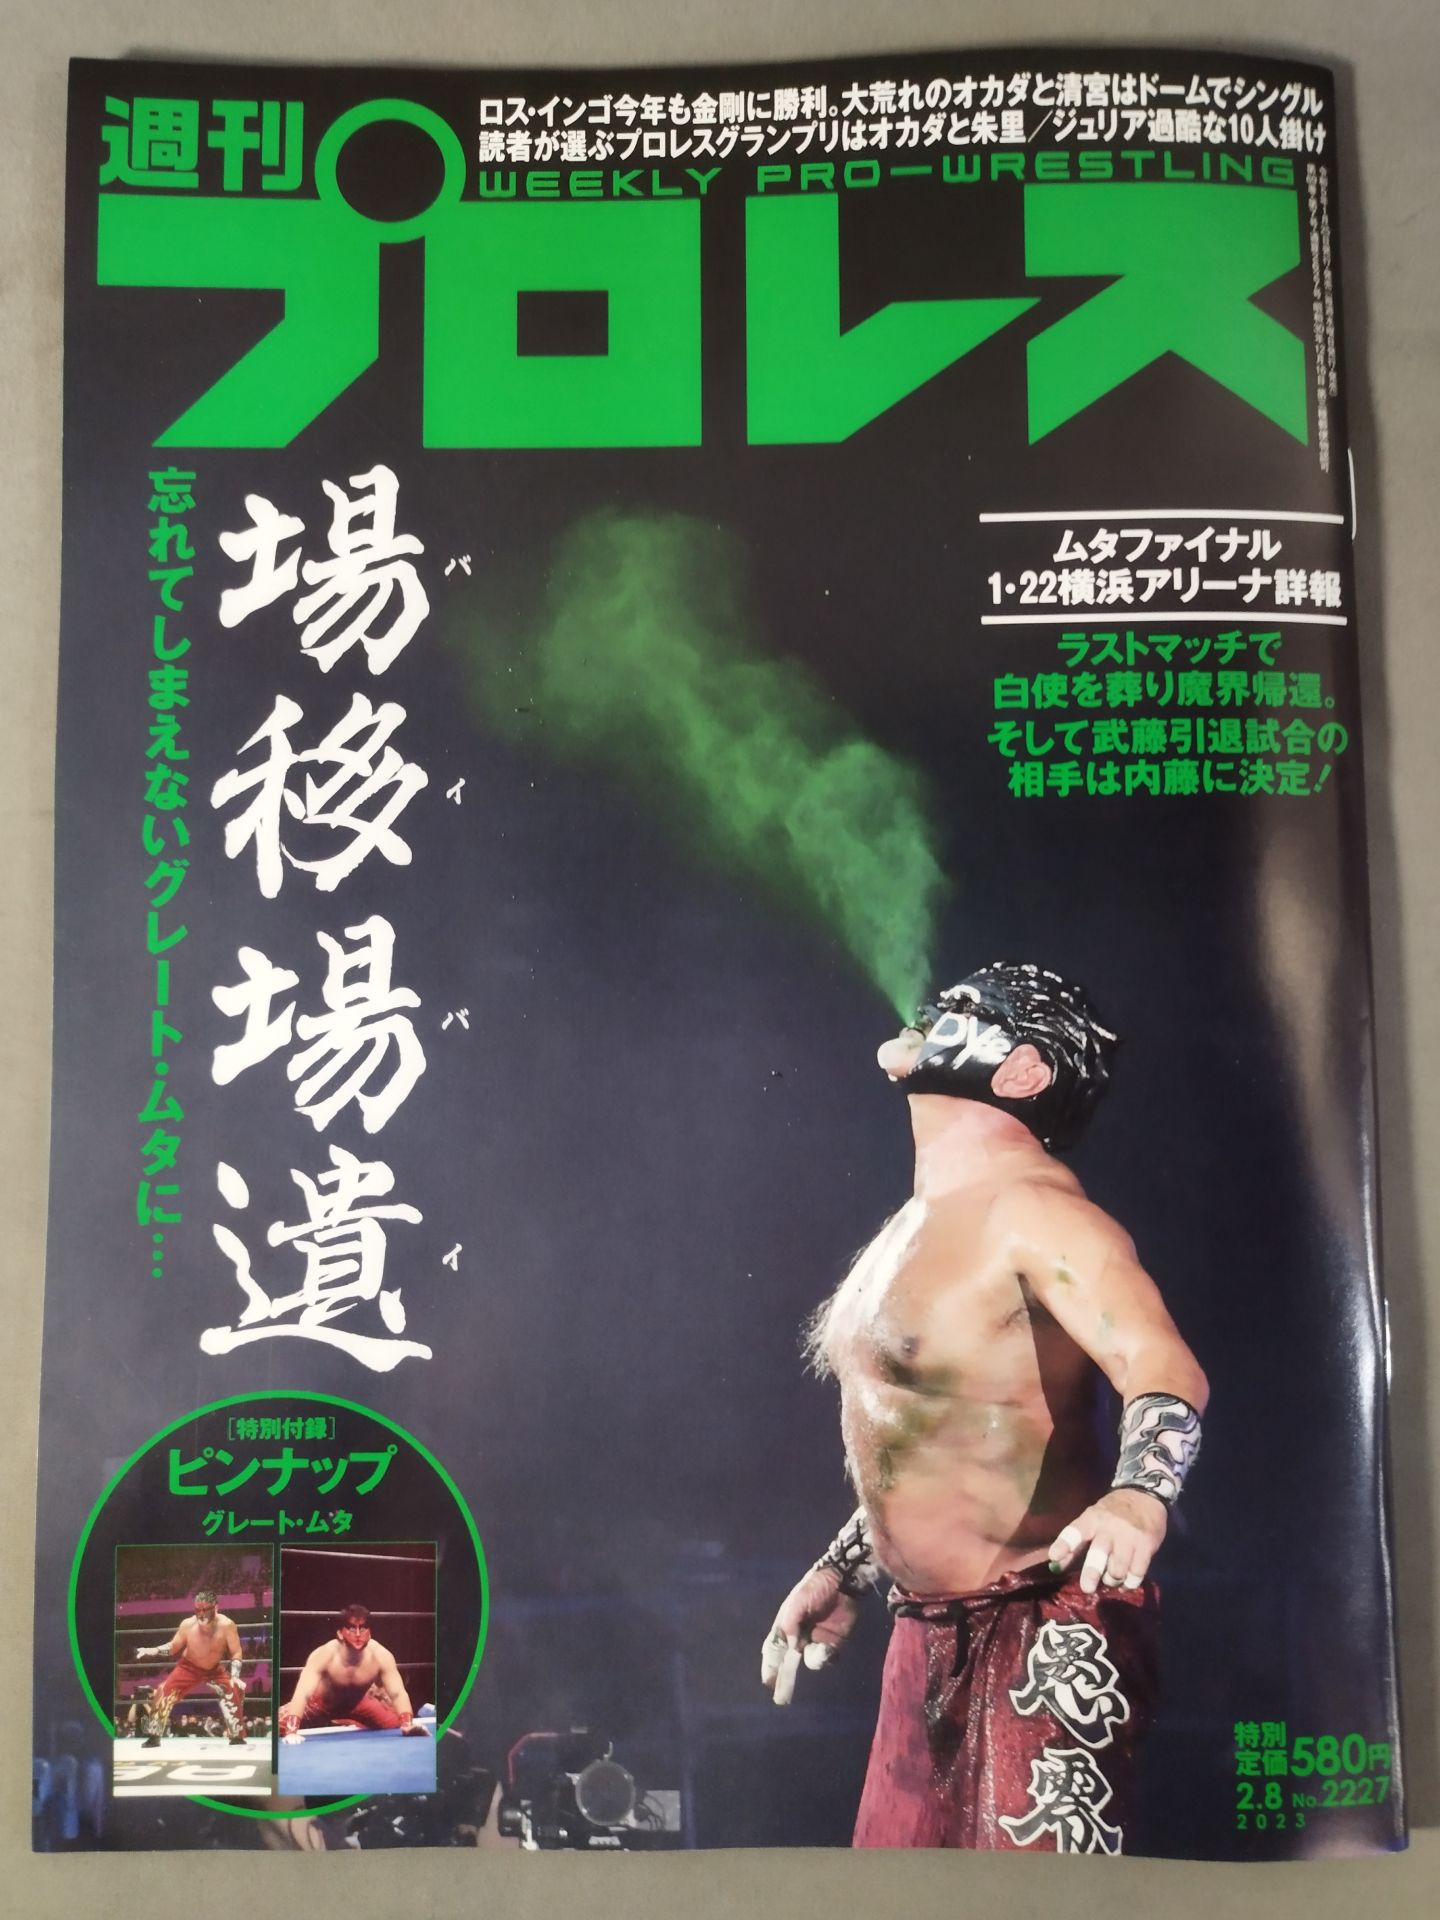 週刊
プロレス
ロス・インゴ今年も金剛に勝利。大荒れのオカダと清宮はドームでシングル
読者が選ぶプロレスグランプリはオカダと朱里/ジュリア過酷な10人掛け
WEEKLY PRO-WRESTLING
ムタファイナル
1・22横浜アリーナ詳報
ラストマッチで
白使を葬り魔界帰還。
そして武藤引退試合の
相手は内藤に決定!
場移場遺
バイバイ
忘れてしまえないグレート・ムタに…
[特別付録]
ピンナップ
グレート・ムタ
特別
定価580円
2.8 No.2227
2023